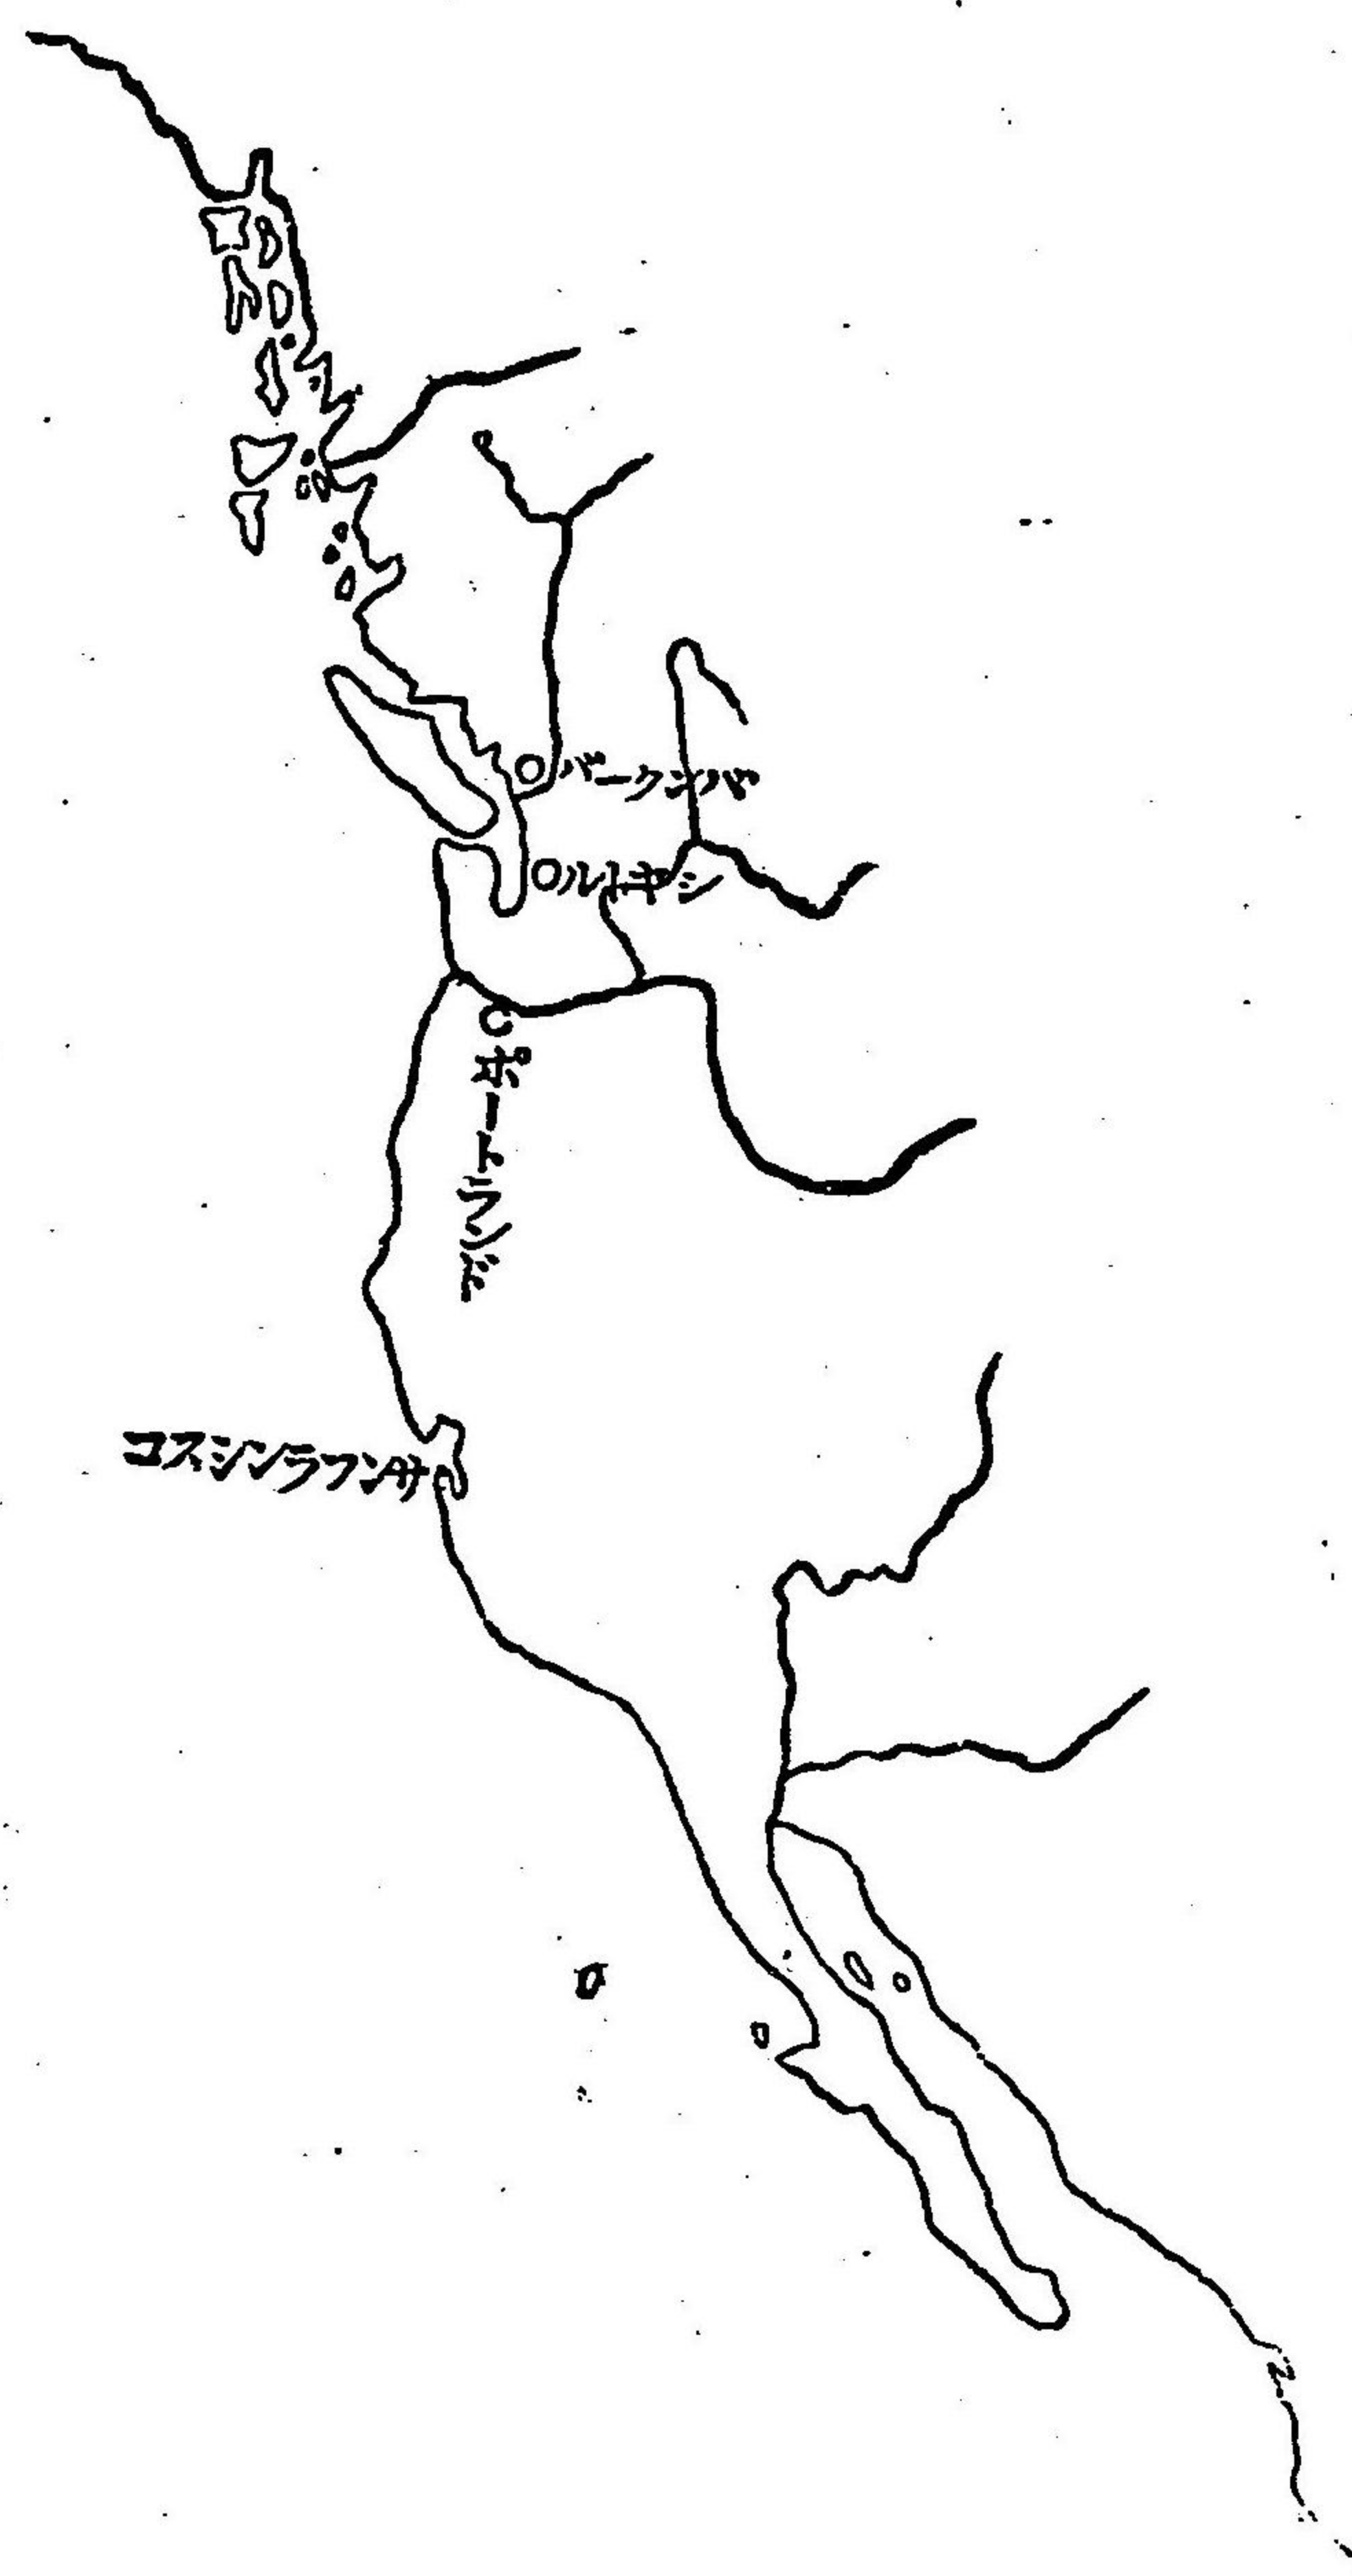 バンクーバ
シヤトル
ポートランド
サンフランシスコ